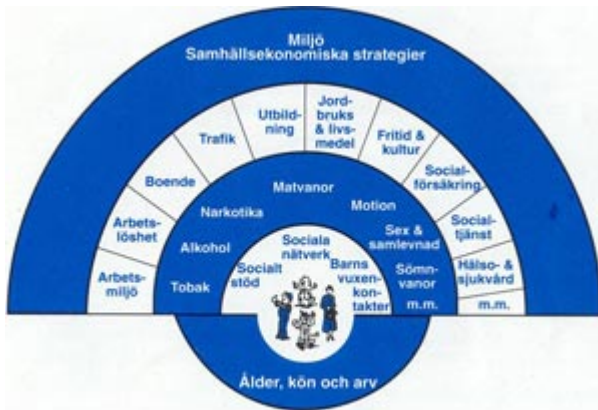 Miljö
Samhällsekonomiska strategier
Arbets-
miljö
Arbets-
löshet
Boende
Trafik
Utbild-
ning
Jord-
bruks
& livs-
medel
Fritid &
kultur
Social-
försäkring
Social-
tjänst
Hälso- &
sjukvård
m.m.
Tobak
Alkohol
Narkotika
Matvanor
Motion
Sex &
samlevnad
Sömn-
vanor
m.m.
Socialt
stöd
Sociala
nätverk
Barns
vuxen-
kon-
takter
Ålder, kön och arv